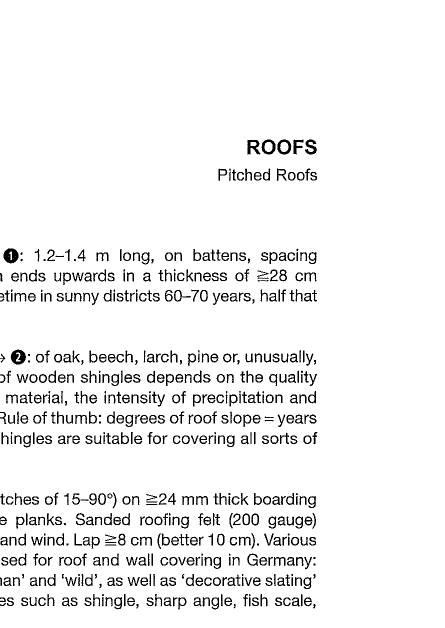 ROOFS
Pitched Roofs
❶: 1.2–1.4 m long, on battens, spacing
ends upwards in a thickness of ≧28 cm
time in sunny districts 60–70 years, half that
❷: of oak, beech, larch, pine or, unusually,
of wooden shingles depends on the quality
material, the intensity of precipitation and
Rule of thumb: degrees of roof slope = years
hingles are suitable for covering all sorts of
tches of 15–90°) on ≧24 mm thick boarding
e planks. Sanded roofing felt (200 gauge)
and wind. Lap ≧8 cm (better 10 cm). Various
sed for roof and wall covering in Germany:
an’ and ‘wild’, as well as ‘decorative slating’
es such as shingle, sharp angle, fish scale,